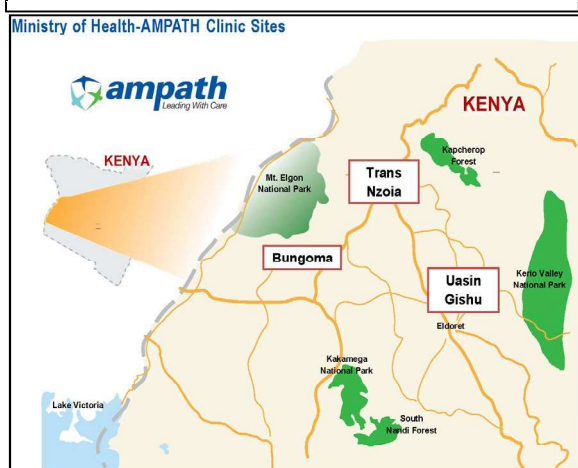 Ministry of Health-AMPATH Clinic Sites
ampath
Leading With Care
KENYA
KENYA
Kapcherop
Forest
Trans
Nzoia
Mt. Elgon
National Park
Bungoma
Uasin
Gishu
Kerio Valley
National Park
Eldoret
Kakamega
National Park
Lake Victoria
South
Nandi Forest